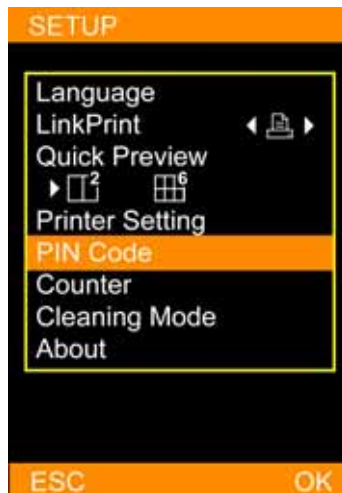 SETUP
Language
LinkPrint
Quick Preview
2 6
Printer Setting
PIN Code
Counter
Cleaning Mode
About
ESC OK